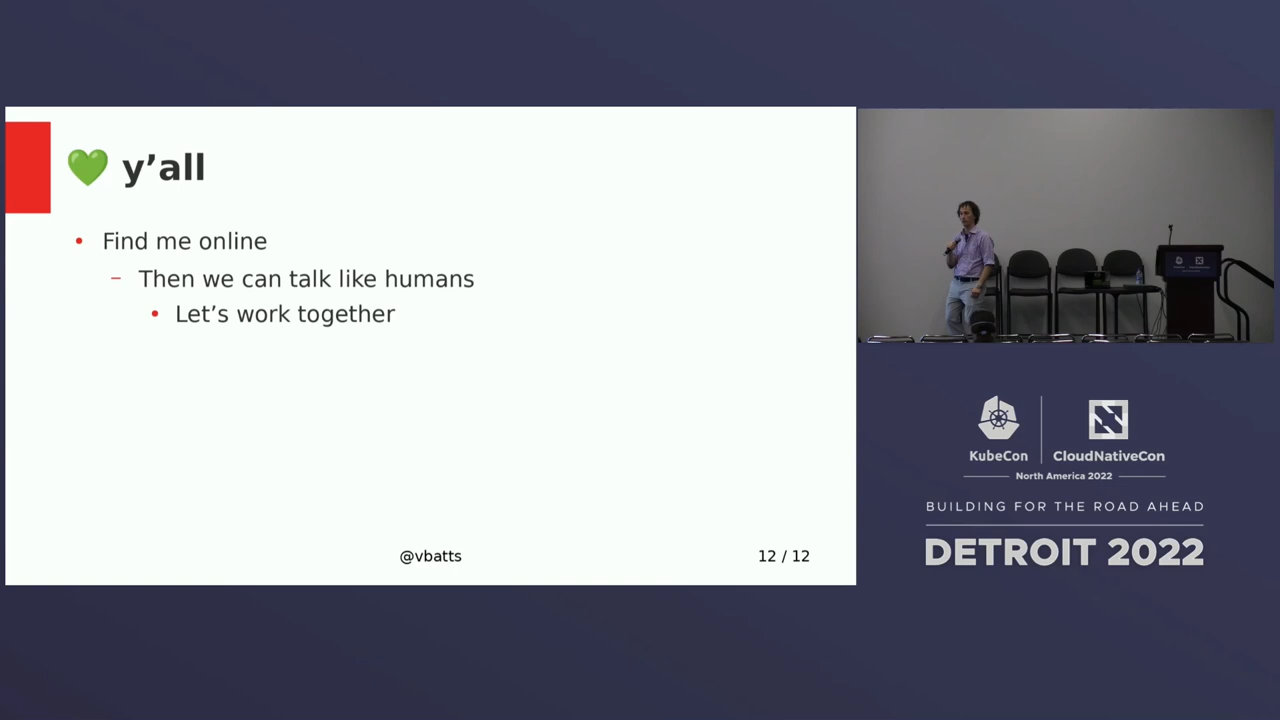 💚 y’all
• Find me online
– Then we can talk like humans
• Let’s work together
@vbatts
12 / 12
KubeCon
CloudNativeCon
North America 2022
BUILDING FOR THE ROAD AHEAD
DETROIT 2022